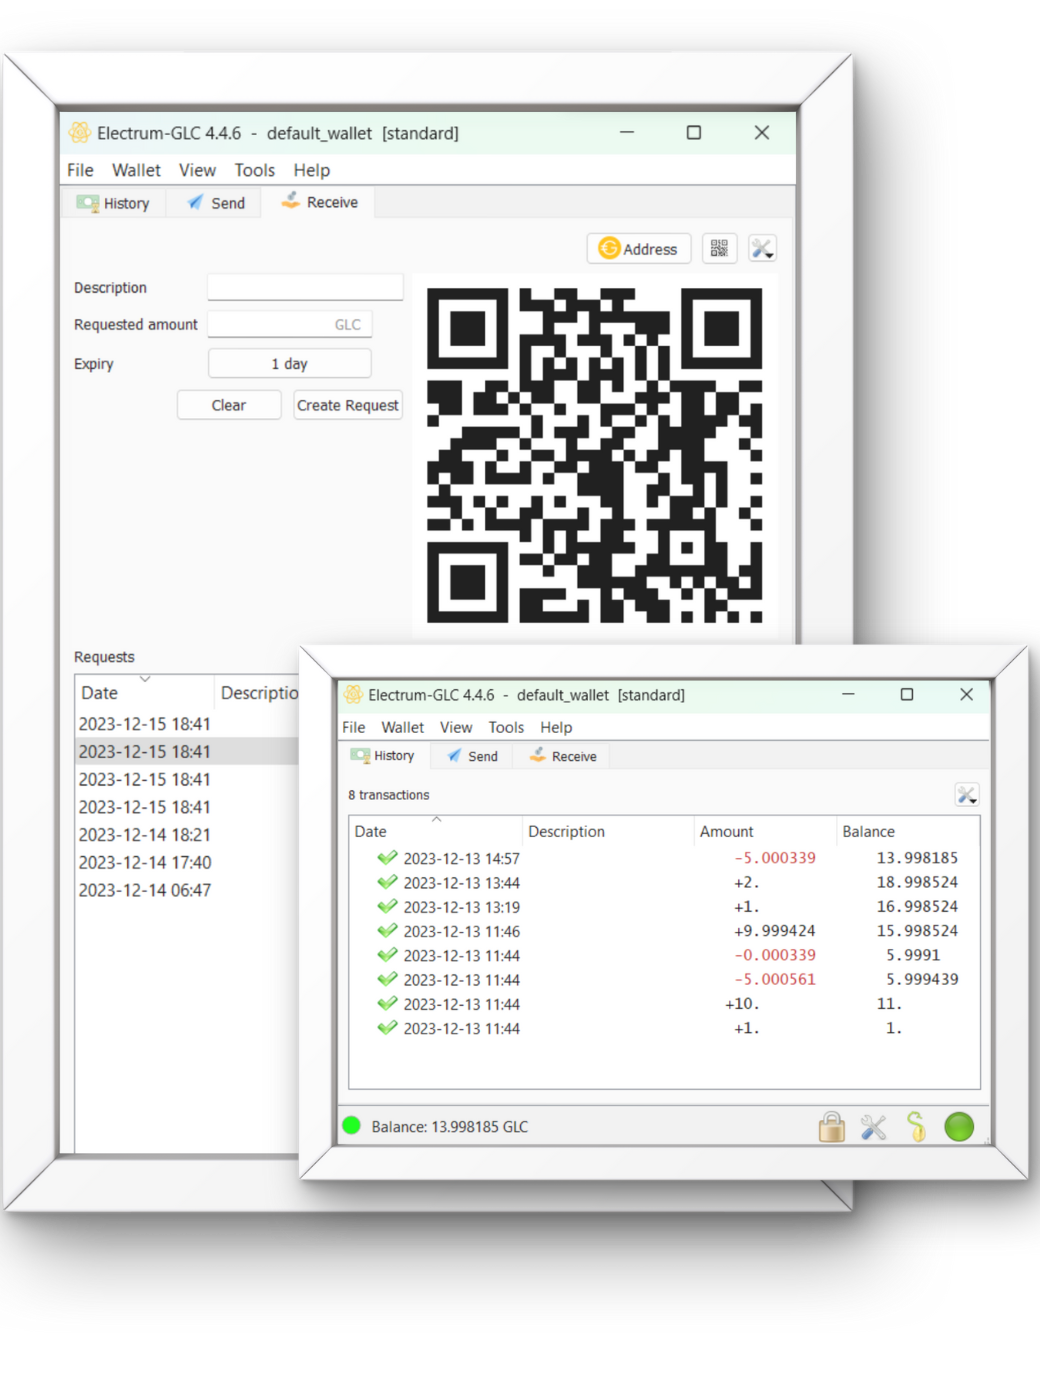 Electrum-GLC 4.4.6 - default_wallet [standard]
File Wallet View Tools Help
History Send Receive
Address
Description
Requested amount GLC
Expiry 1 day
Clear Create Request
Requests
Date Descriptio
2023-12-15 18:41
2023-12-15 18:41
2023-12-15 18:41
2023-12-15 18:41
2023-12-14 18:21
2023-12-14 17:40
2023-12-14 06:47
Electrum-GLC 4.4.6 - default_wallet [standard]
File Wallet View Tools Help
History Send Receive
8 transactions
Date Description Amount Balance
2023-12-13 14:57 -5.000339 13.998185
2023-12-13 13:44 +2. 18.998524
2023-12-13 13:19 +1. 16.998524
2023-12-13 11:46 +9.999424 15.998524
2023-12-13 11:44 -0.000339 5.9991
2023-12-13 11:44 -5.000561 5.999439
2023-12-13 11:44 +10. 11.
2023-12-13 11:44 +1. 1.
Balance: 13.998185 GLC